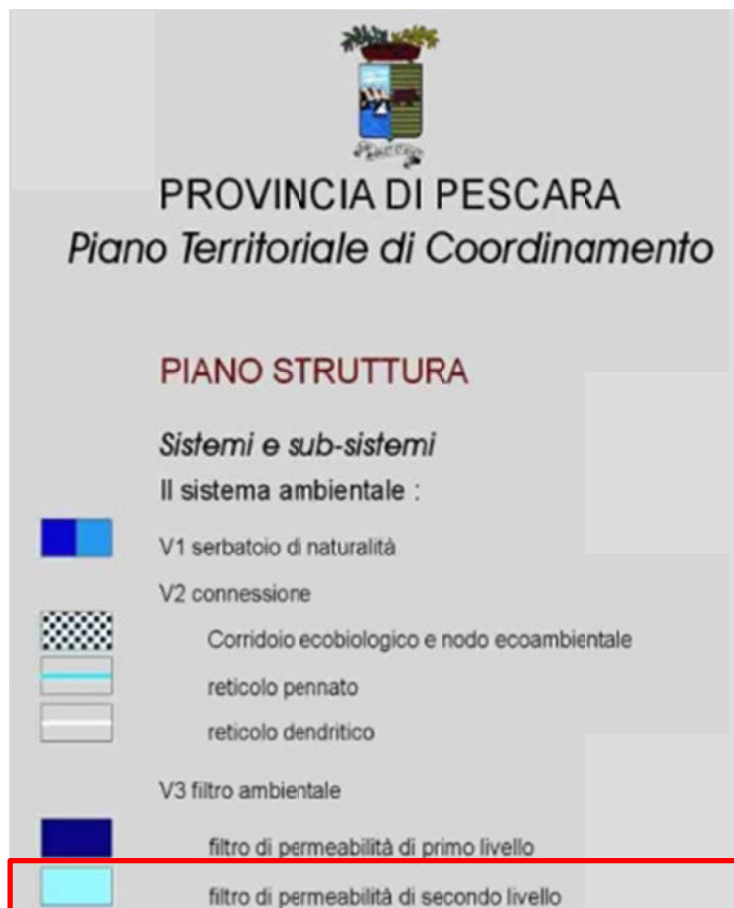 PROVINCIA DI PESCARA
Piano Territoriale di Coordinamento
PIANO STRUTTURA
Sistemi e sub-sistemi
Il sistema ambientale :
V1 serbatoio di naturalità
V2 connessione
Corridoio ecobiologico e nodo ecoambientale
reticolo pennato
reticolo dendritico
V3 filtro ambientale
filtro di permeabilità di primo livello
filtro di permeabilità di secondo livello